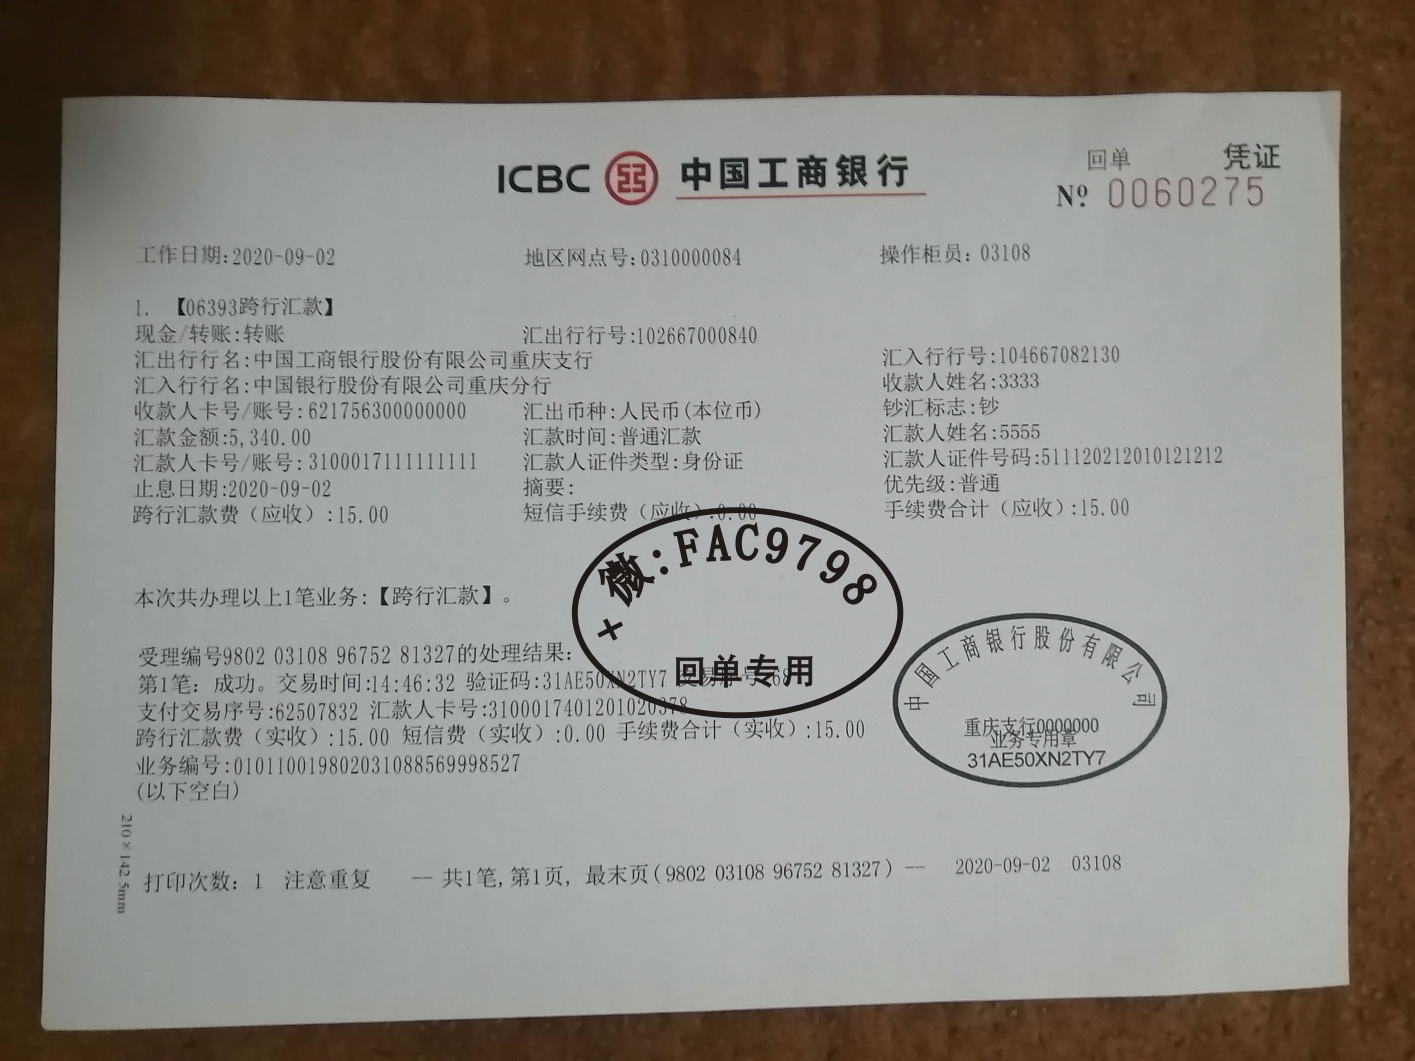 ICBC 中国工商银行
回单 凭证
Nº 0060275
工作日期:2020-09-02 地区网点号:0310000084 操作柜员: 03108
1. 【06393跨行汇款】
现金/转账:转账 汇出行行号:102667000840
汇出行行名:中国工商银行股份有限公司重庆支行 汇入行行号:104667082130
汇入行行名:中国银行股份有限公司重庆分行 收款人姓名:3333
收款人卡号/账号:621756300000000 汇出币种:人民币(本位币) 钞汇标志:钞
汇款金额:5,340.00 汇款时间:普通汇款 汇款人姓名:5555
汇款人卡号/账号:3100017111111111 汇款人证件类型:身份证 汇款人证件号码:511120212010121212
止息日期:2020-09-02 摘要: 优先级:普通
跨行汇款费（应收）:15.00 短信手续费（应收）:0.00 手续费合计（应收）:15.00
+ 微:FAC9798
回单专用
本次共办理以上1笔业务:【跨行汇款】。
受理编号9802 03108 96752 81327的处理结果:
第1笔: 成功。交易时间:14:46:32 验证码:31AE50XN2TY7
支付交易序号:62507832 汇款人卡号:3100017401201020378
跨行汇款费（实收）:15.00 短信费（实收）:0.00 手续费合计（实收）:15.00
业务编号:0101100198020310885699985​27
(以下空白)
中国工商银行股份有限公司
重庆支行0000000
业务专用章
31AE50XN2TY7
210×142 5mm
打印次数: 1 注意重复 —— 共1笔,第1页, 最末页(9802 03108 96752 81327) —— 2020-09-02 03108